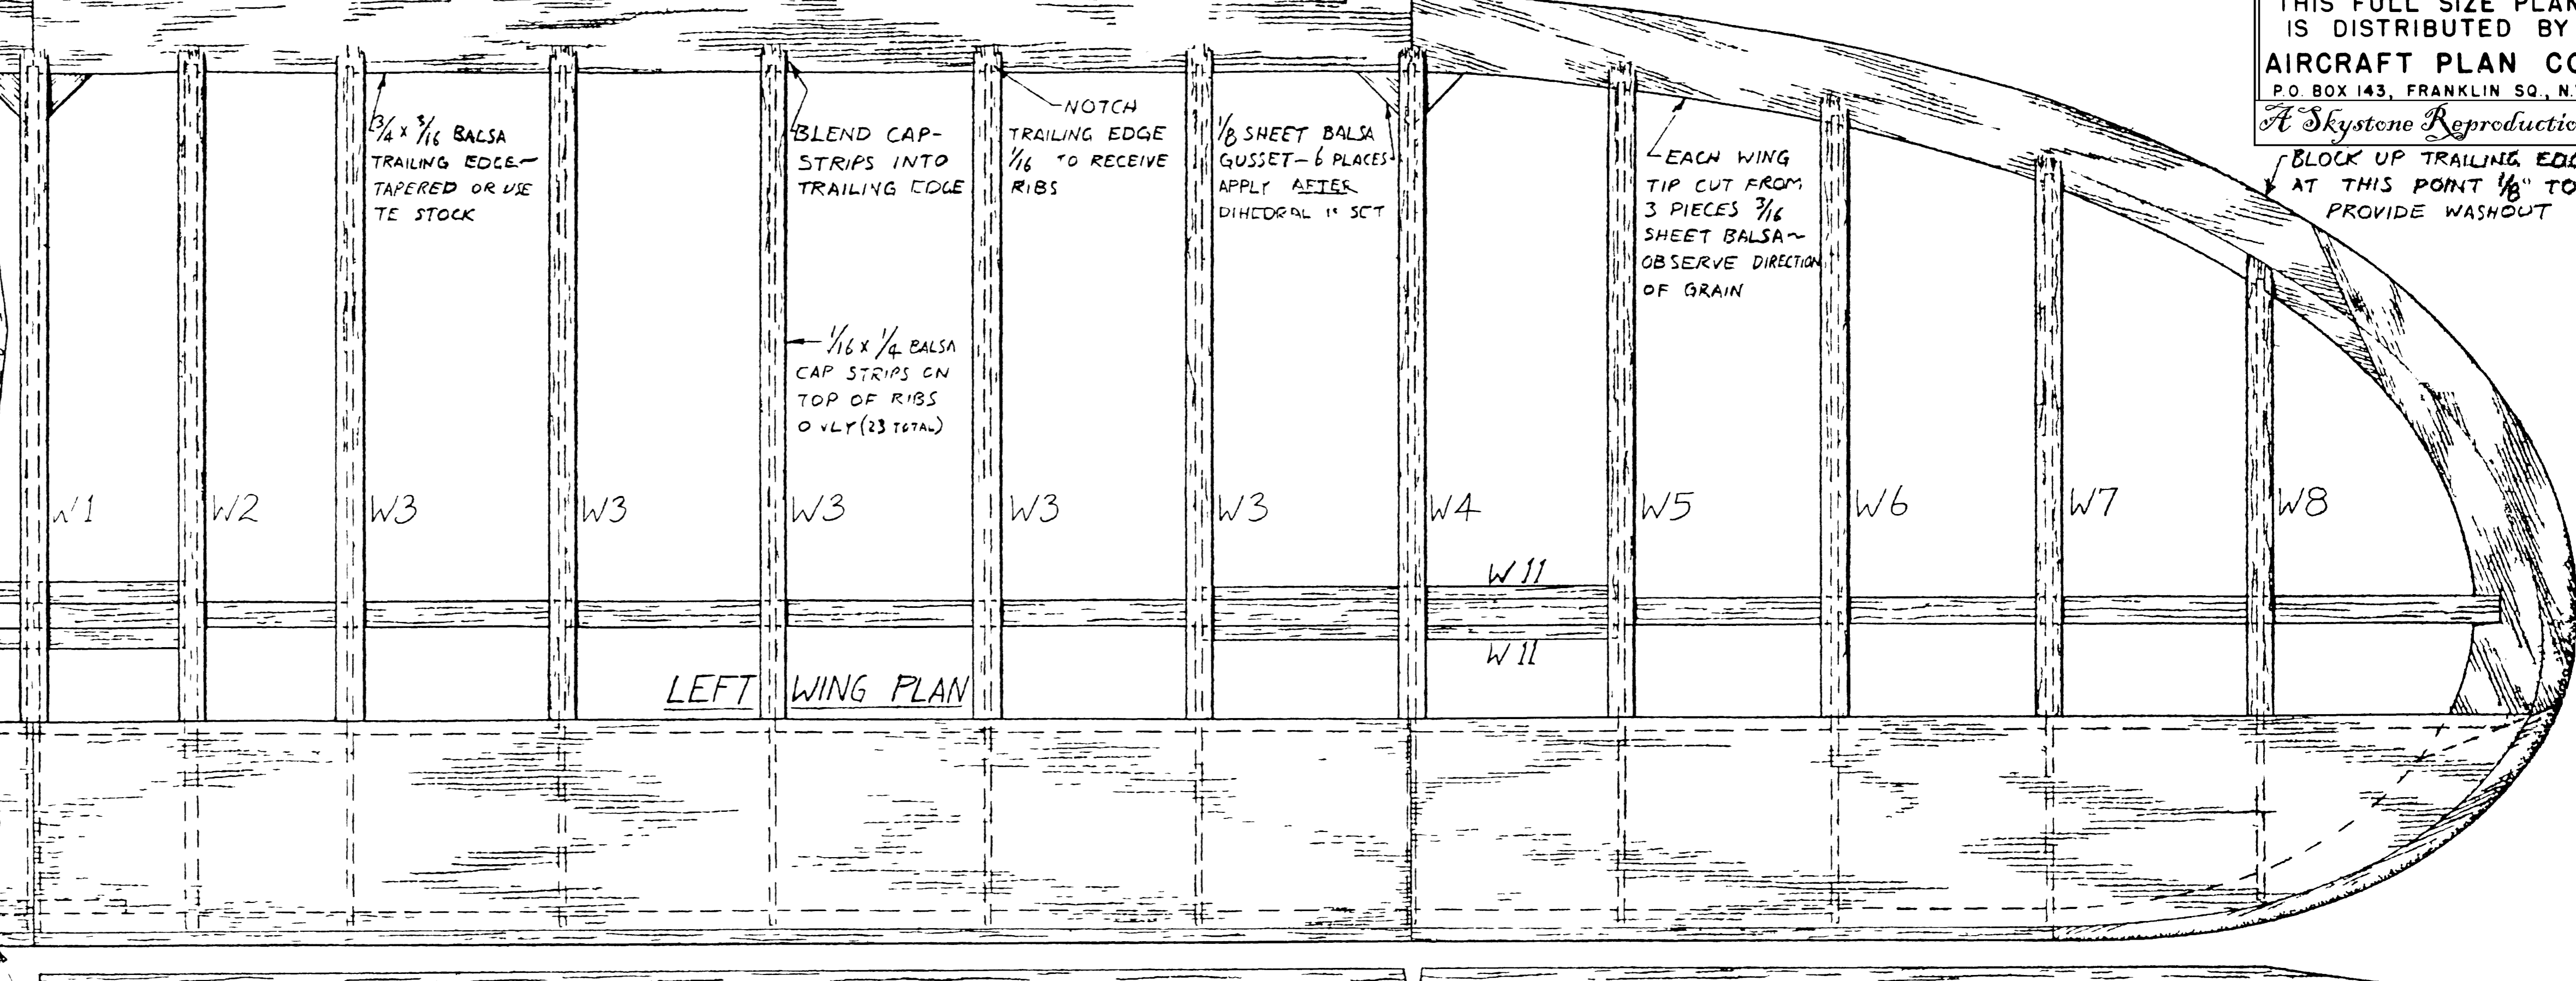 THIS FULL SIZE PLAN
IS DISTRIBUTED BY
AIRCRAFT PLAN CO
P.O. BOX 143, FRANKLIN SQ., N.
A Skystone Reproductio
BLOCK UP TRAILING EDGE
AT THIS POINT 1/8" TO
PROVIDE WASHOUT
3/4 x 3/16 BALSA
TRAILING EDGE–
TAPERED OR USE
TE STOCK
BLEND CAP-
STRIPS INTO
TRAILING EDGE
NOTCH
TRAILING EDGE
1/16 TO RECEIVE
RIBS
1/8 SHEET BALSA
GUSSET – 6 PLACES
APPLY AFTER
DIHEDRAL IS SET
EACH WING
TIP CUT FROM
3 PIECES 3/16
SHEET BALSA~
OBSERVE DIRECTION
OF GRAIN
1/16 x 1/4 BALSA
CAP STRIPS ON
TOP OF RIBS
ONLY (23 TOTAL)
W1
W2
W3
W3
W3
W3
W3
W4
W5
W6
W7
W8
W11
W11
LEFT WING PLAN